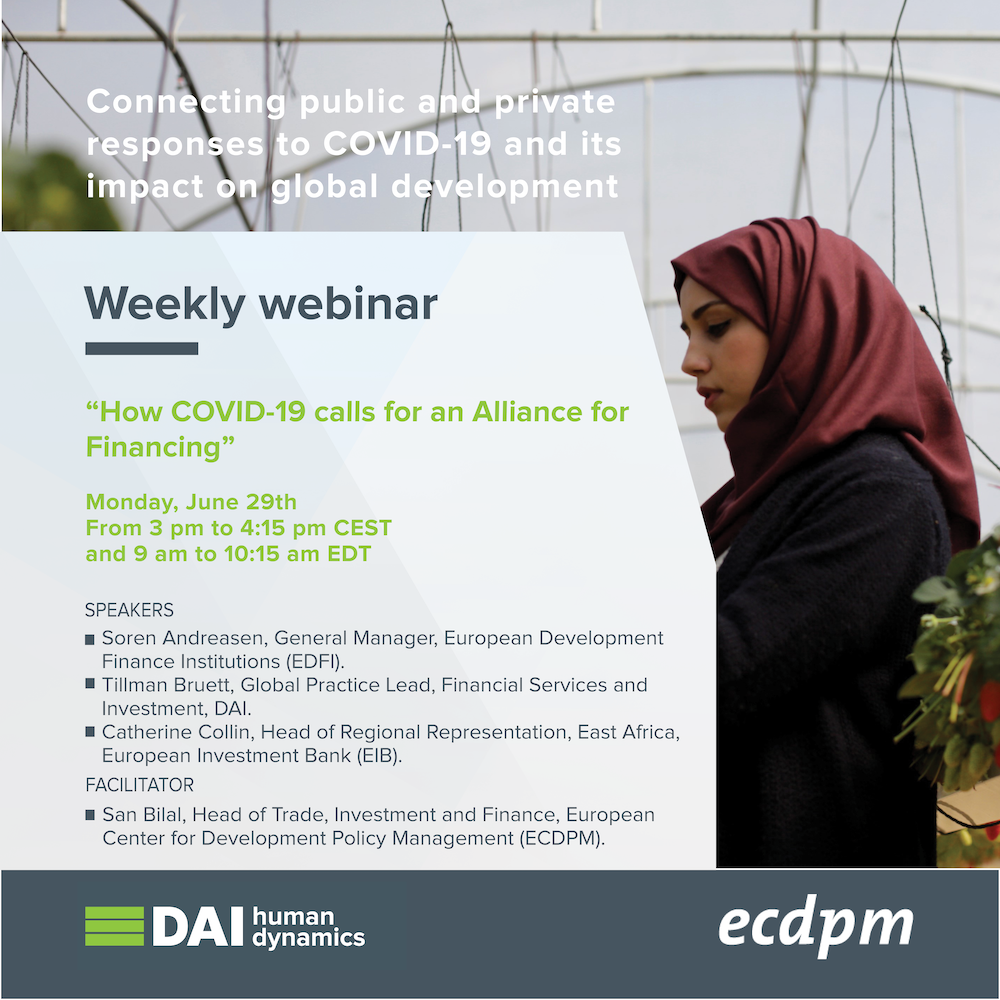 Connecting public and private
responses to COVID-19 and its
impact on global development
Weekly webinar
“How COVID-19 calls for an Alliance for
Financing”
Monday, June 29th
From 3 pm to 4:15 pm CEST
and 9 am to 10:15 am EDT
SPEAKERS
Soren Andreasen, General Manager, European Development
Finance Institutions (EDFI).
Tillman Bruett, Global Practice Lead, Financial Services and
Investment, DAI.
Catherine Collin, Head of Regional Representation, East Africa,
European Investment Bank (EIB).
FACILITATOR
San Bilal, Head of Trade, Investment and Finance, European
Center for Development Policy Management (ECDPM).
DAI human
dynamics
ecdpm